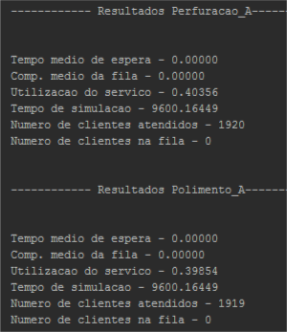 ------------ Resultados Perfuracao_A-----
Tempo medio de espera - 0.00000
Comp. medio da fila - 0.00000
Utilizacao do servico - 0.40356
Tempo de simulacao - 9600.16449
Numero de clientes atendidos - 1920
Numero de clientes na fila - 0
------------ Resultados Polimento_A------
Tempo medio de espera - 0.00000
Comp. medio da fila - 0.00000
Utilizacao do servico - 0.39854
Tempo de simulacao - 9600.16449
Numero de clientes atendidos - 1919
Numero de clientes na fila - 0